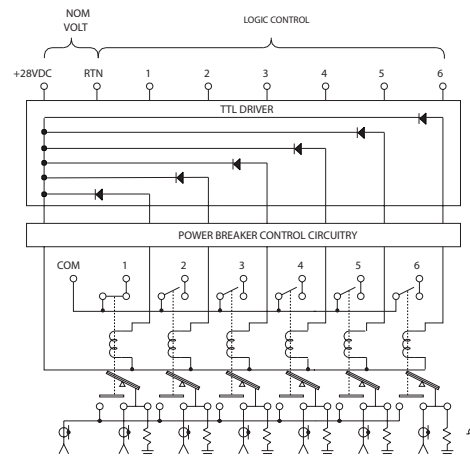 NOM
VOLT
LOGIC CONTROL
+28VDC RTN 1 2 3 4 5 6
TTL DRIVER
POWER BREAKER CONTROL CIRCUITRY
COM 1 2 3 4 5 6